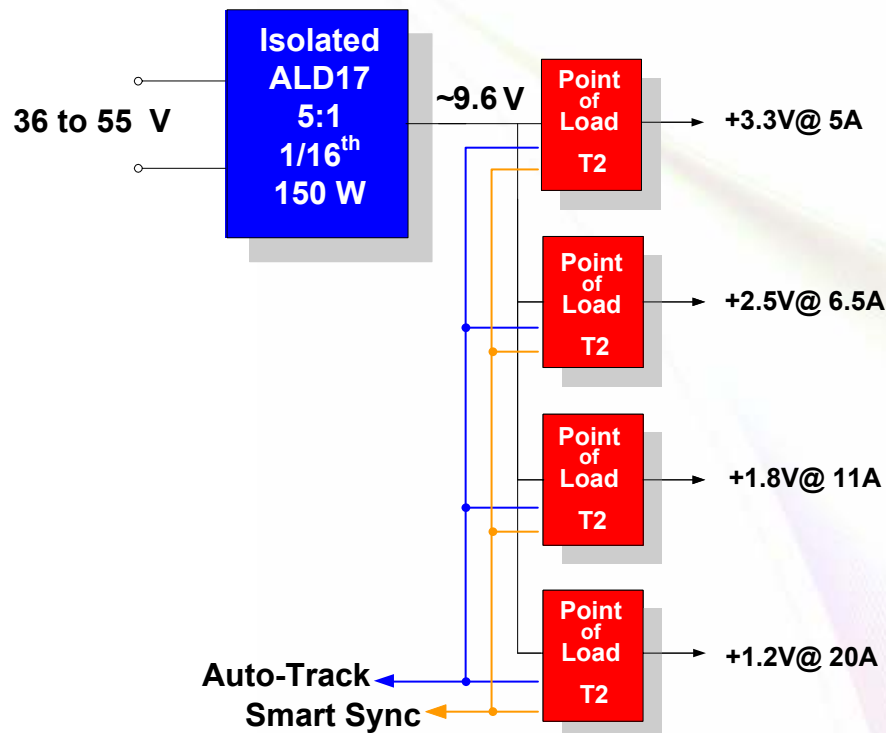 Isolated
ALD17
5:1
1/16th
150 W
36 to 55 V
~9.6 V
Point
of
Load
T2
+3.3V@ 5A
Point
of
Load
T2
+2.5V@ 6.5A
Point
of
Load
T2
+1.8V@ 11A
Point
of
Load
T2
+1.2V@ 20A
Auto-Track
Smart Sync